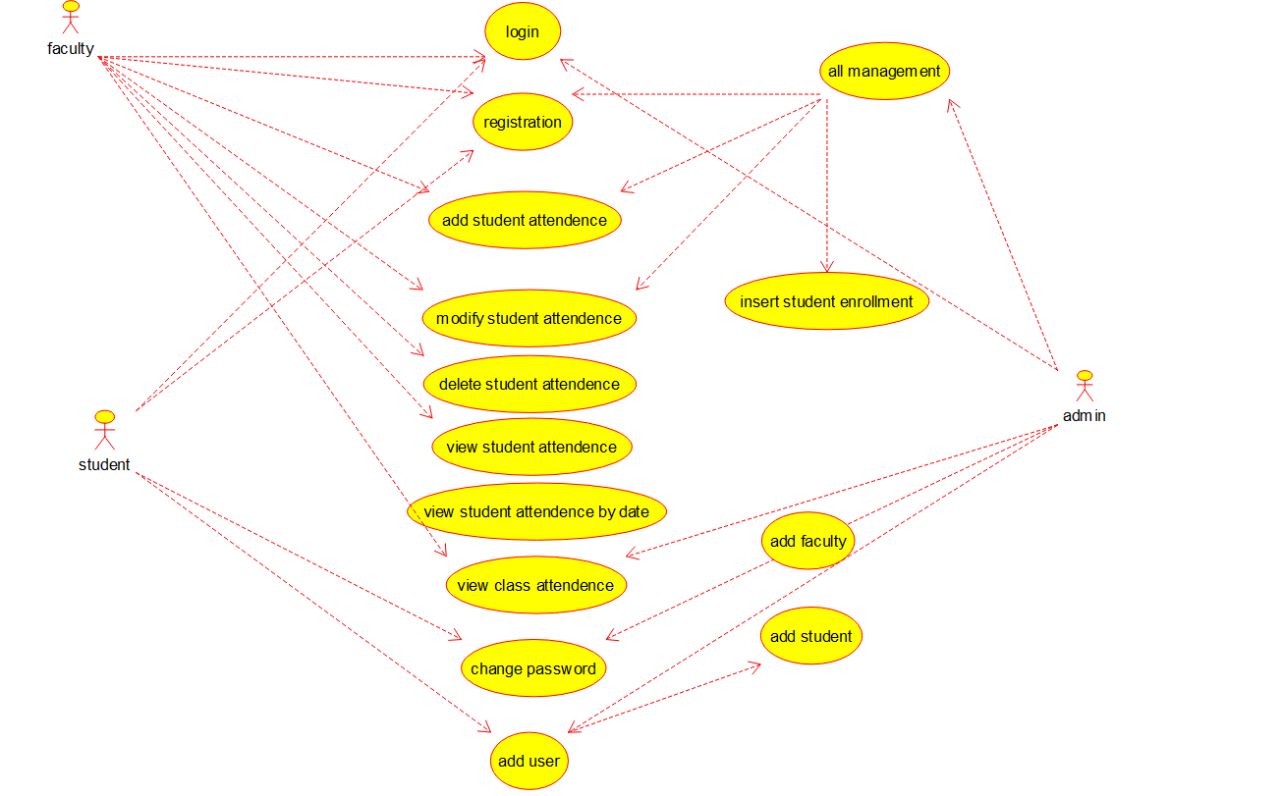 faculty
login
all management
registration
add student attendence
insert student enrollment
modify student attendence
delete student attendence
admin
view student attendence
student
view student attendence by date
add faculty
view class attendence
add student
change password
add user